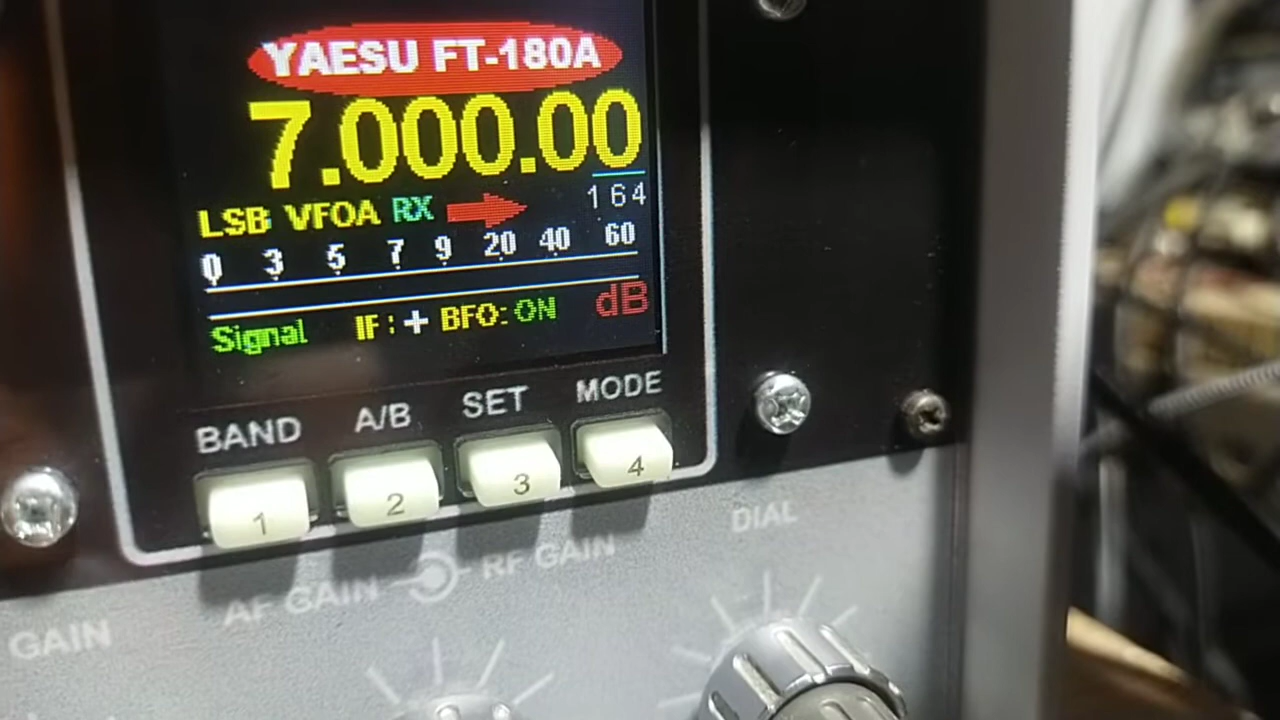 YAESU FT-180A
7.000.00
LSB VFOA RX 164
0 3 5 7 9 20 40 60
Signal IF:+ BFO: ON dB
BAND A/B SET MODE
1 2 3 4
AF GAIN RF GAIN DIAL
GAIN